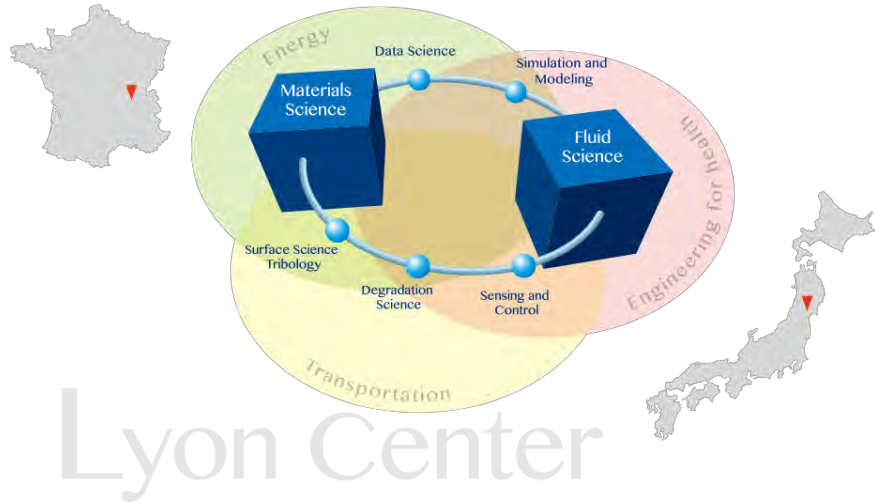 Energy
Data Science
Simulation and
Modeling
Materials
Science
Fluid
Science
Engineering for health
Surface Science
Tribology
Degradation
Science
Sensing and
Control
Transportation
Lyon Center